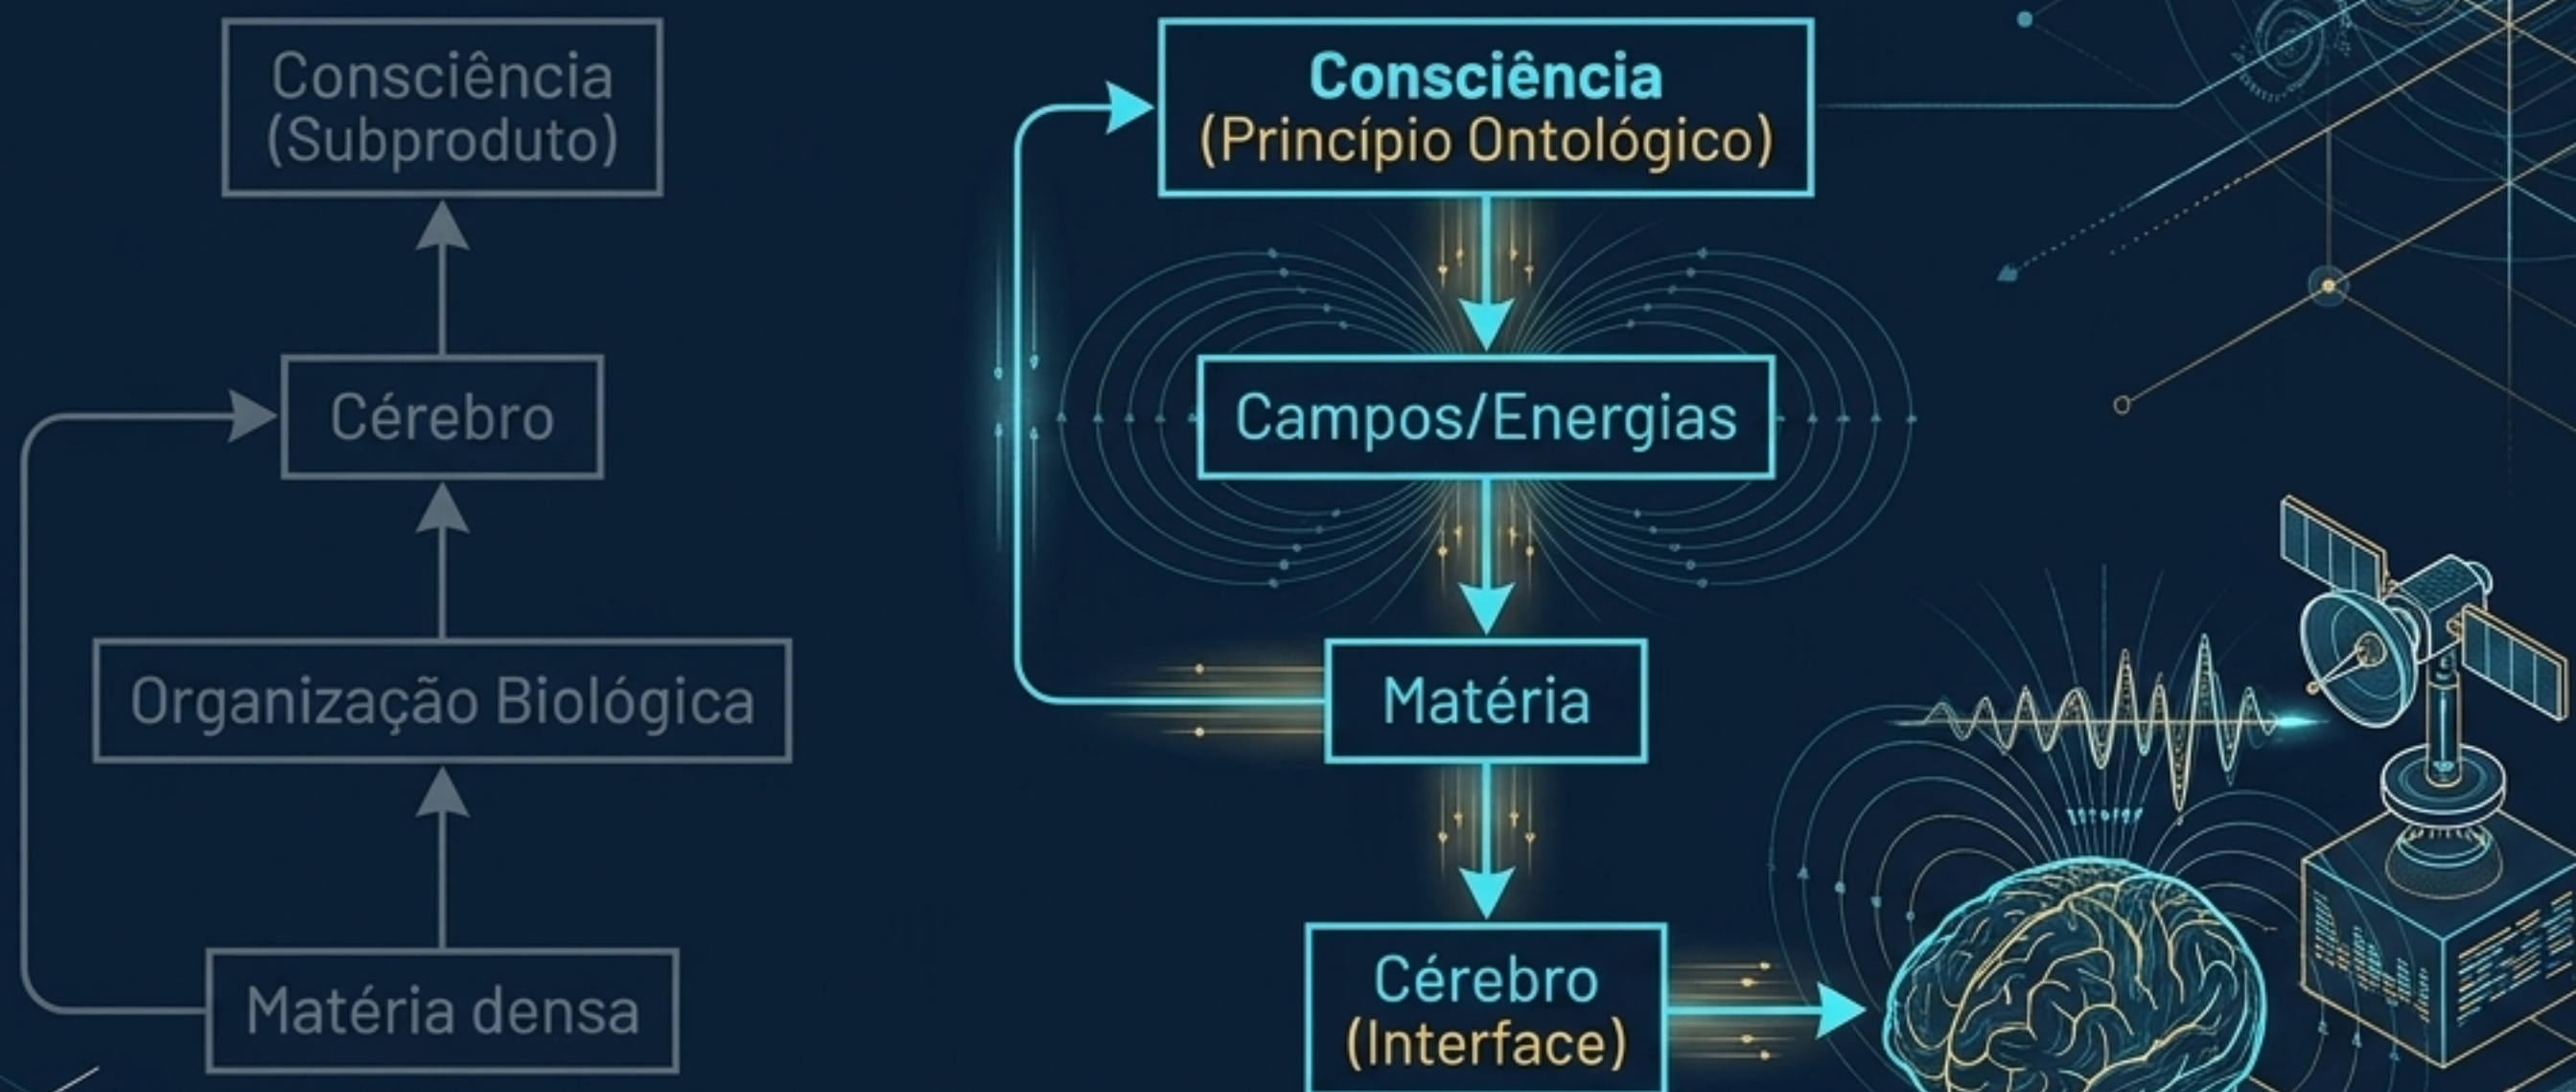 Consciência
(Subproduto)
Cérebro
Organização Biológica
Matéria densa
Consciência
(Princípio Ontológico)
Campos/Energias
Matéria
Cérebro
(Interface)